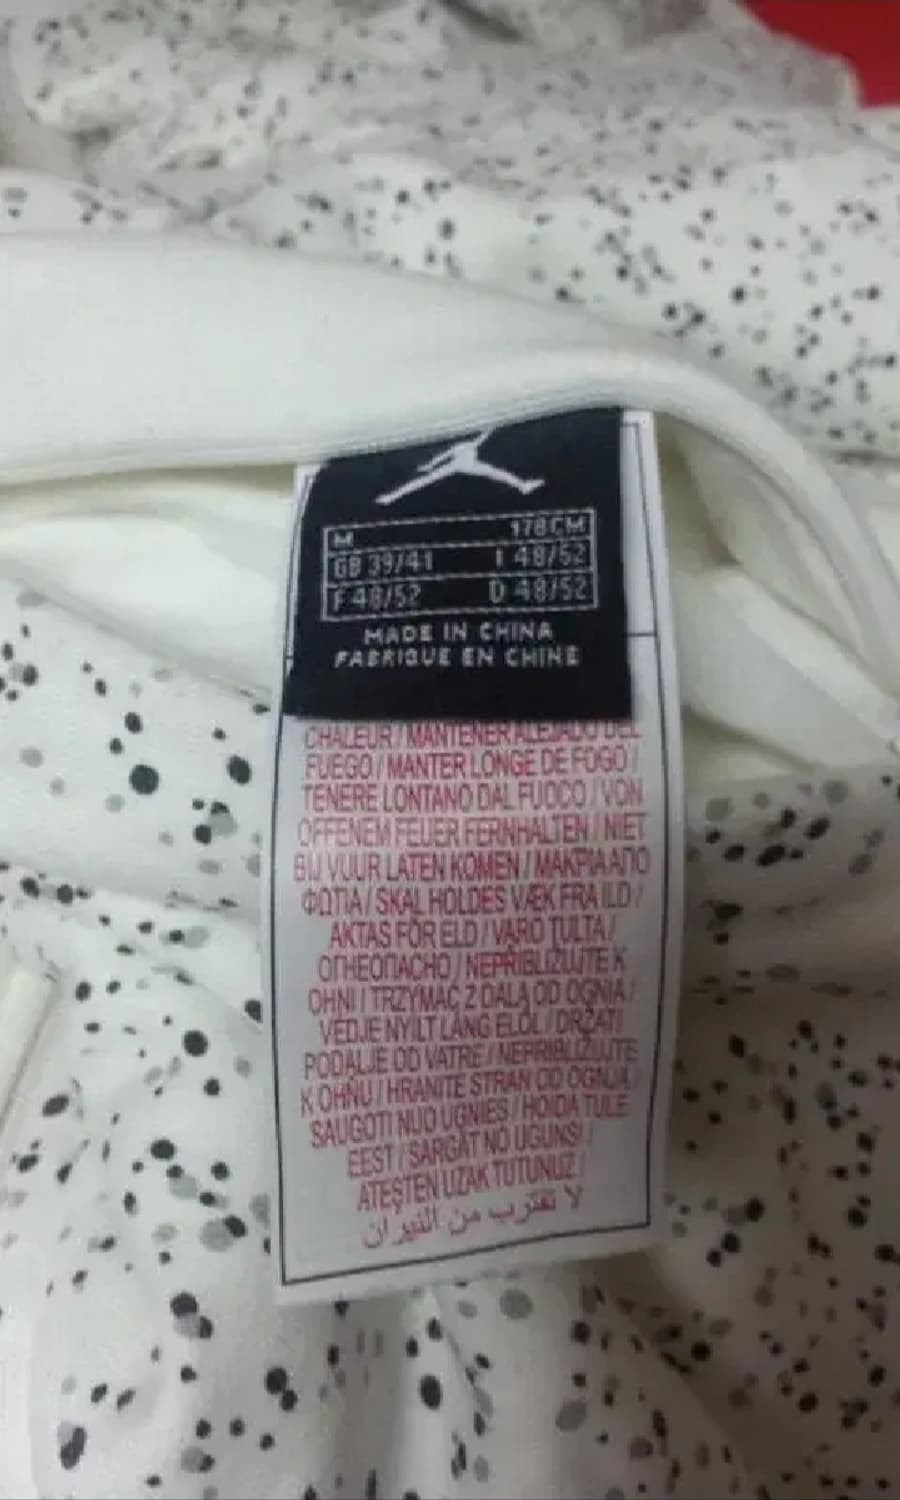 M 178CM
GB 39/41 I 48/52
F 48/52 D 48/52
MADE IN CHINA
FABRIQUE EN CHINE
CHALEUR / MANTENER ALEJADO DEL
FUEGO / MANTER LONGE DE FOGO /
TENERE LONTANO DAL FUOCO / VON
OFFENEM FEUER FERNHALTEN / NIET
BIJ VUUR LATEN KOMEN / ΜΑΚΡΙΑ ΑΠΟ
ΦΩΤΙΑ / SKAL HOLDES VÆK FRA ILD /
AKTAS FÖR ELD / VARO TULTA /
ОГНЕОПАСНО / NEPŘIBLIŽUJTE K
OHNI / TRZYMAĆ Z DALA OD OGNIA /
VEDJE NYÍLT LÁNG ELŐL / DRŽATI
PODALJE OD VATRE / NEPRIBLIŽUJTE
K OHŇU / HRANITE STRAN OD OGNJA /
SAUGOTI NUO UGNIES / HOIDA TULE
EEST / SARGĀT NO UGUNS /
ATEŞTEN UZAK TUTUNUZ /
لا تقترب من النيران